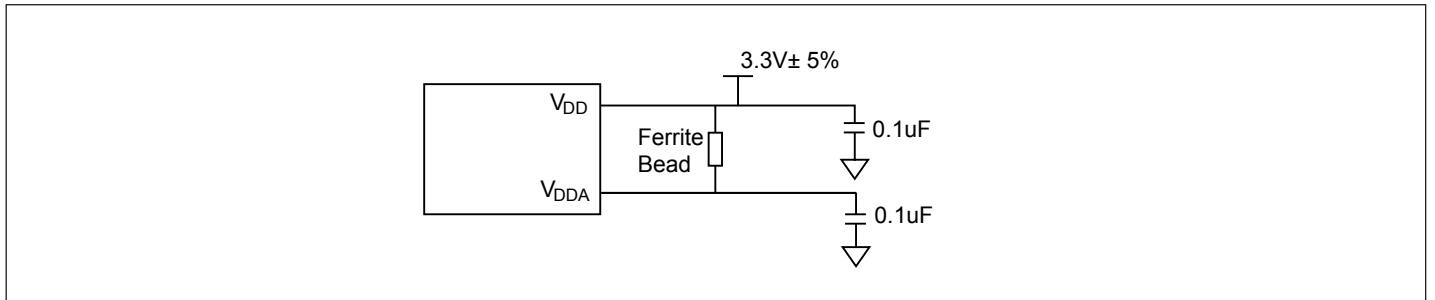 3.3V± 5%
VDD
0.1uF
Ferrite
Bead
VDDA
0.1uF